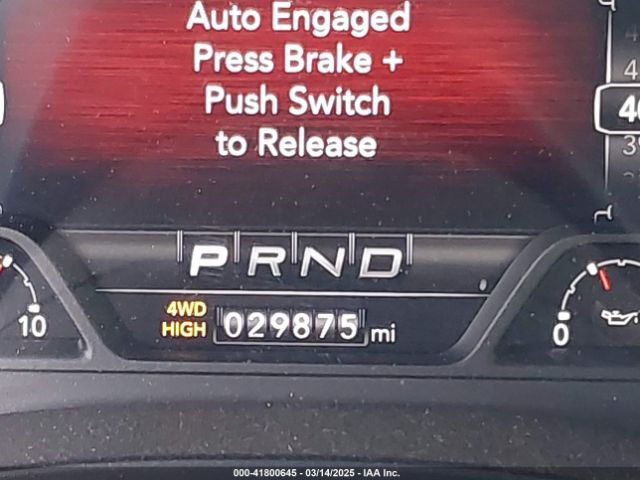 Auto Engaged
Press Brake +
Push Switch
to Release
PRND
4WD
HIGH
029875 mi
10
0
000-41800645 - 03/14/2025 - IAA Inc.